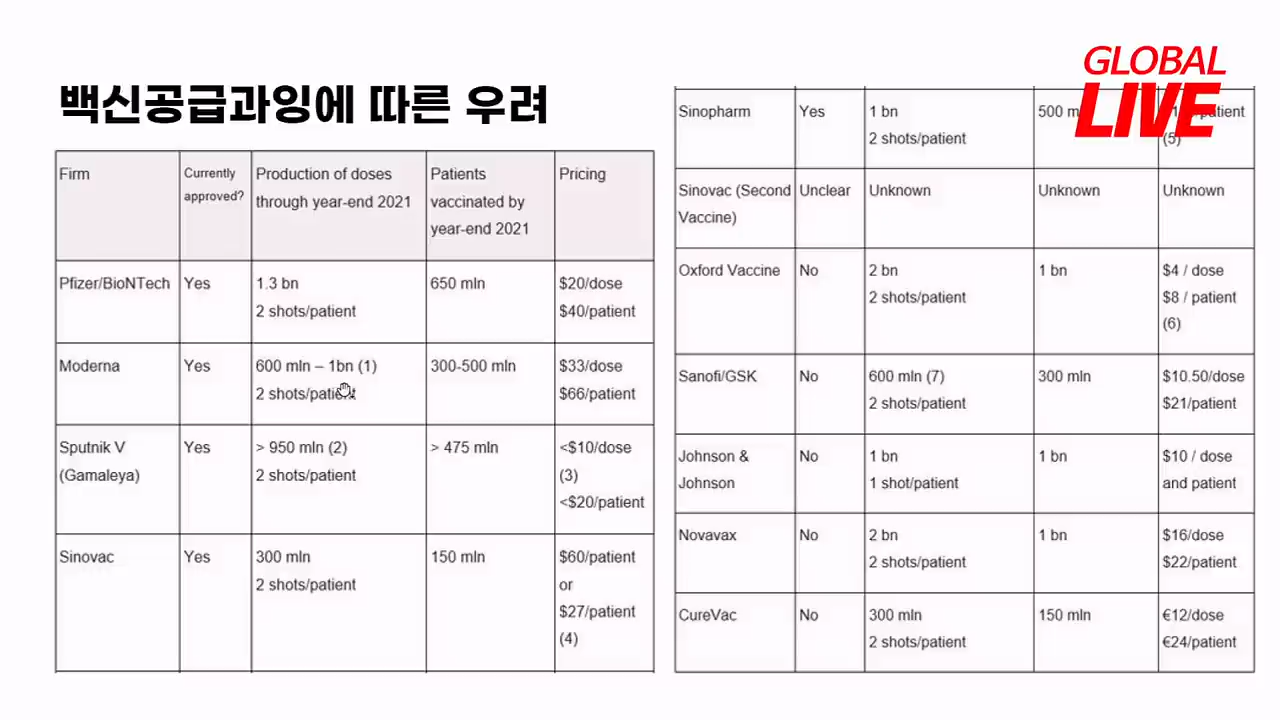 백신공급과잉에 따른 우려
GLOBAL
LIVE
Firm Currently approved? Production of doses through year-end 2021 Patients vaccinated by year-end 2021 Pricing
Pfizer/BioNTech Yes 1.3 bn 2 shots/patient 650 mln $20/dose $40/patient
Moderna Yes 600 mln – 1bn (1) 2 shots/patient 300-500 mln $33/dose $66/patient
Sputnik V (Gamaleya) Yes > 950 mln (2) 2 shots/patient > 475 mln <$10/dose (3) <$20/patient
Sinovac Yes 300 mln 2 shots/patient 150 mln $60/patient or $27/patient (4)
Sinopharm Yes 1 bn 2 shots/patient 500 (5)
Sinovac (Second Vaccine) Unclear Unknown Unknown Unknown
Oxford Vaccine No 2 bn 2 shots/patient 1 bn $4 / dose $8 / patient (6)
Sanofi/GSK No 600 mln (7) 2 shots/patient 300 mln $10.50/dose $21/patient
Johnson & Johnson No 1 bn 1 shot/patient 1 bn $10 / dose and patient
Novavax No 2 bn 2 shots/patient 1 bn $16/dose $22/patient
CureVac No 300 mln 2 shots/patient 150 mln €12/dose €24/patient